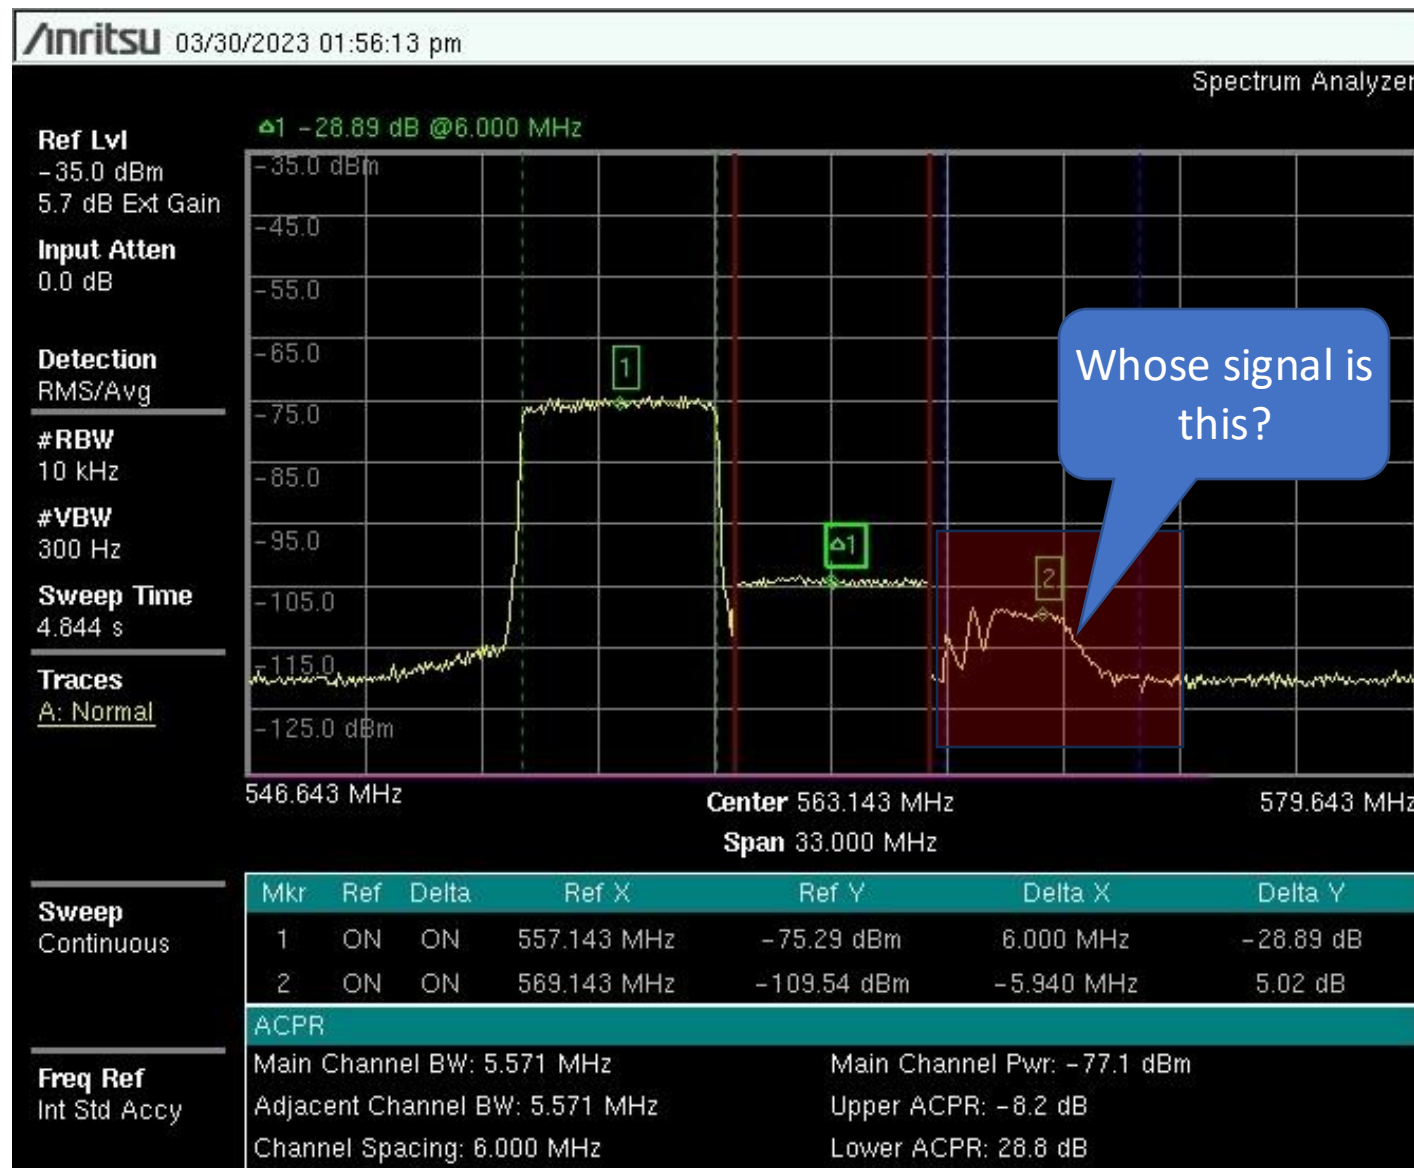 Anritsu 03/30/2023 01:56:13 pm
Spectrum Analyzer
Δ1 -28.89 dB @6.000 MHz
Ref Lvl
-35.0 dBm
5.7 dB Ext Gain
Input Atten
0.0 dB
Detection
RMS/Avg
#RBW
10 kHz
#VBW
300 Hz
Sweep Time
4.844 s
Traces
A: Normal
-35.0 dBm
-45.0
-55.0
-65.0
-75.0
-85.0
-95.0
-105.0
-115.0
-125.0 dBm
1
Δ1
2
Whose signal is
this?
546.643 MHz
Center 563.143 MHz
579.643 MHz
Span 33.000 MHz
Sweep
Continuous
Mkr Ref Delta Ref X Ref Y Delta X Delta Y
1 ON ON 557.143 MHz -75.29 dBm 6.000 MHz -28.89 dB
2 ON ON 569.143 MHz -109.54 dBm -5.940 MHz 5.02 dB
ACPR
Freq Ref
Int Std Accy
Main Channel BW: 5.571 MHz Main Channel Pwr: -77.1 dBm
Adjacent Channel BW: 5.571 MHz Upper ACPR: -8.2 dB
Channel Spacing: 6.000 MHz Lower ACPR: 28.8 dB